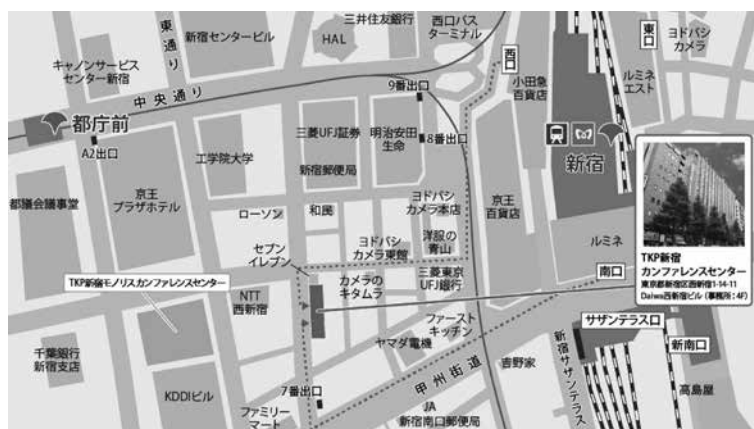 三井住友銀行
西口バス
ターミナル
東通り
新宿センタービル
HAL
東口
ヨドバシ
カメラ
西口
キャノンサービス
センター新宿
中央通り
小田急
百貨店
ルミネ
エスト
9番出口
都庁前
A2出口
三菱UFJ証券
明治安田
生命
8番出口
新宿
工学院大学
新宿郵便局
都議会議事堂
京王
プラザホテル
ローソン
和民
ヨドバシ
カメラ本店
京王
百貨店
セブン
イレブン
ヨドバシ
カメラ東館
洋服の
青山
ルミネ
TKP新宿
カンファレンスセンター
東京都新宿区西新宿1-14-11
Daiwa西新宿ビル（事務所：4F）
TKP新宿モノリスカンファレンスセンター
カメラの
キタムラ
三菱東京
UFJ銀行
南口
NTT
西新宿
ファースト
キッチン
サザンテラス口
ヤマダ電機
新南口
千葉銀行
新宿支店
甲州街道
吉野家
新宿サザンテラス
高島屋
KDDIビル
7番出口
ファミリー
マート
JA
新宿南口郵便局